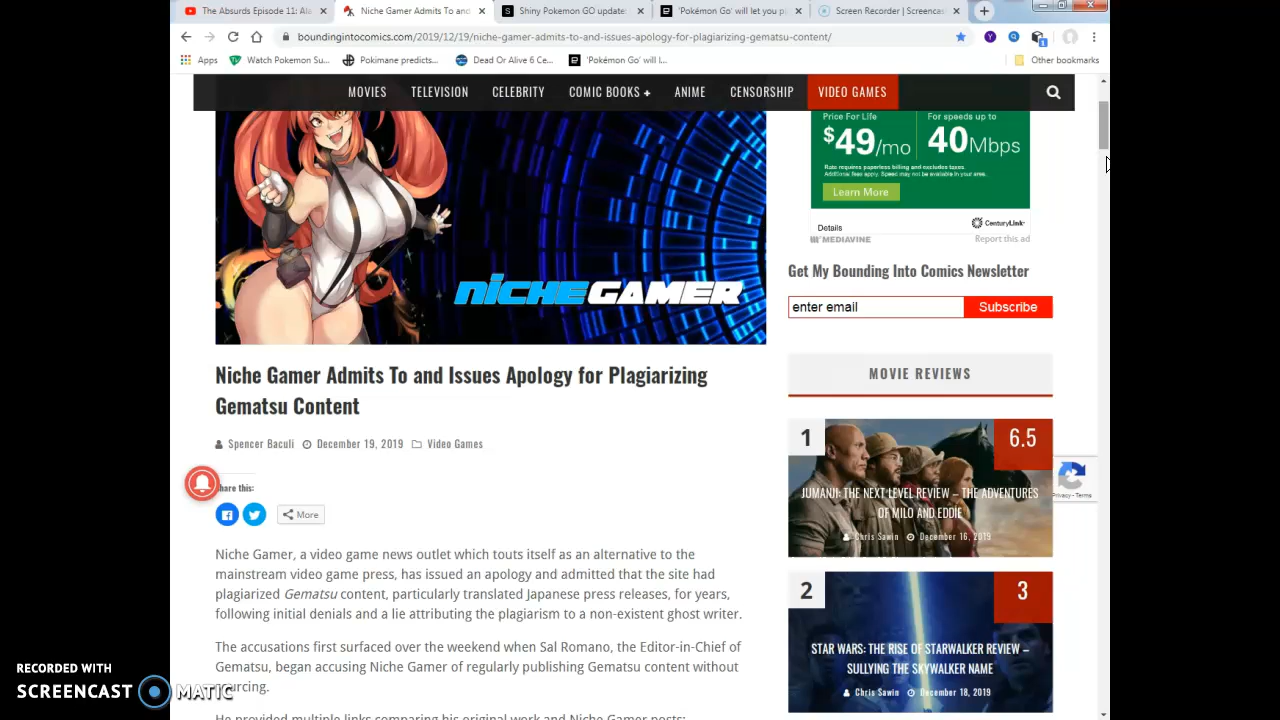 The Absurds Episode 11: Al
Niche Gamer Admits To and
Shiny Pokemon GO update
'Pokémon Go' will let you p
Screen Recorder | Screencas
boundingintocomics.com/2019/12/19/niche-gamer-admits-to-and-issues-apology-for-plagiarizing-gematsu-content/
Apps
Watch Pokemon Su...
Pokimane predicts...
Dead Or Alive 6 Ce...
'Pokémon Go' will l...
Other bookmarks
MOVIES TELEVISION CELEBRITY COMIC BOOKS + ANIME CENSORSHIP VIDEO GAMES
Price For Life
$49/mo
For speeds up to
40Mbps
Rate requires paperless billing and excludes taxes.
Additional fees apply. Speed may not be available in your area.
Learn More
Details
CenturyLink
MEDIAVINE
Report this ad
NICHEGAMER
Get My Bounding Into Comics Newsletter
enter email
Subscribe
Niche Gamer Admits To and Issues Apology for Plagiarizing
Gematsu Content
Spencer Baculi December 19, 2019 Video Games
Share this:
More
Niche Gamer, a video game news outlet which touts itself as an alternative to the
mainstream video game press, has issued an apology and admitted that the site had
plagiarized Gematsu content, particularly translated Japanese press releases, for years,
following initial denials and a lie attributing the plagiarism to a non-existent ghost writer.
The accusations first surfaced over the weekend when Sal Romano, the Editor-in-Chief of
Gematsu, began accusing Niche Gamer of regularly publishing Gematsu content without
sourcing.
He provided multiple links comparing his original work and Niche Gamer posts:
MOVIE REVIEWS
1
6.5
JUMANJI: THE NEXT LEVEL REVIEW – THE ADVENTURES
OF MILO AND EDDIE
Chris Sawin December 16, 2019
Privacy - Terms
2
3
STAR WARS: THE RISE OF STARWALKER REVIEW –
SULLYING THE SKYWALKER NAME
Chris Sawin December 18, 2019
RECORDED WITH
SCREENCAST MATIC